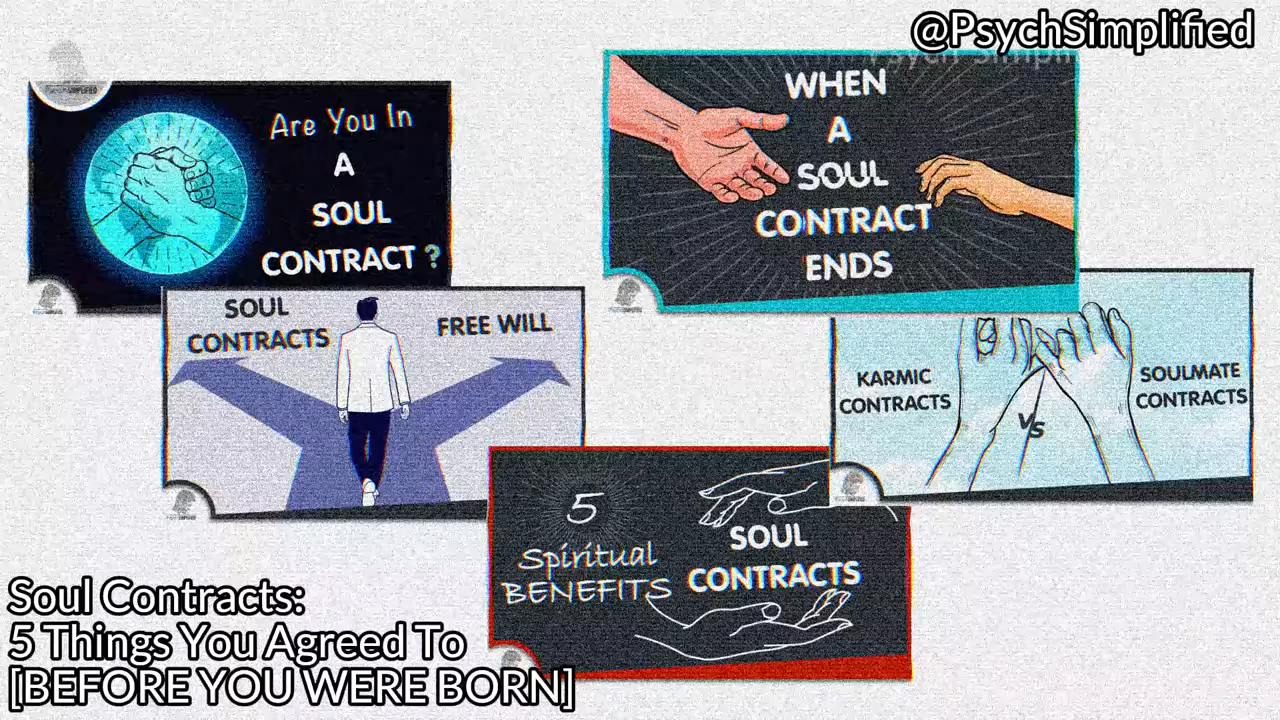 @PsychSimplified
Are You In
A
SOUL
CONTRACT ?
WHEN
A
SOUL
CONTRACT
ENDS
SOUL
CONTRACTS
FREE WILL
KARMIC
CONTRACTS
VS
SOULMATE
CONTRACTS
5
Spiritual
BENEFITS
SOUL
CONTRACTS
Soul Contracts:
5 Things You Agreed To
[BEFORE YOU WERE BORN]